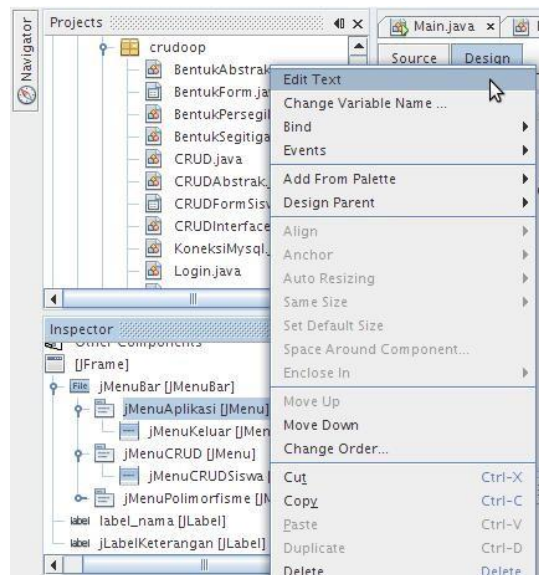 Navigator
Projects
Main.java
Source Design
crudoop
BentukAbstrak
BentukForm.ja
BentukPersegi
BentukSegitiga
CRUD.java
CRUDAbstrak.
CRUDFormSis
CRUDInterface
KoneksiMysql.
Login.java
Inspector
Other Components
[JFrame]
File jMenuBar [JMenuBar]
jMenuAplikasi [JMenu]
jMenuKeluar [JMen
jMenuCRUD [JMenu]
jMenuCRUDSiswa
jMenuPolimorfisme [JM
label label_nama [JLabel]
label jLabelKeterangan [JLabel]
Edit Text
Change Variable Name ...
Bind
Events
Add From Palette
Design Parent
Align
Anchor
Auto Resizing
Same Size
Set Default Size
Space Around Component...
Enclose In
Move Up
Move Down
Change Order...
Cut Ctrl-X
Copy Ctrl-C
Paste Ctrl-V
Duplicate Ctrl-D
Delete Delete